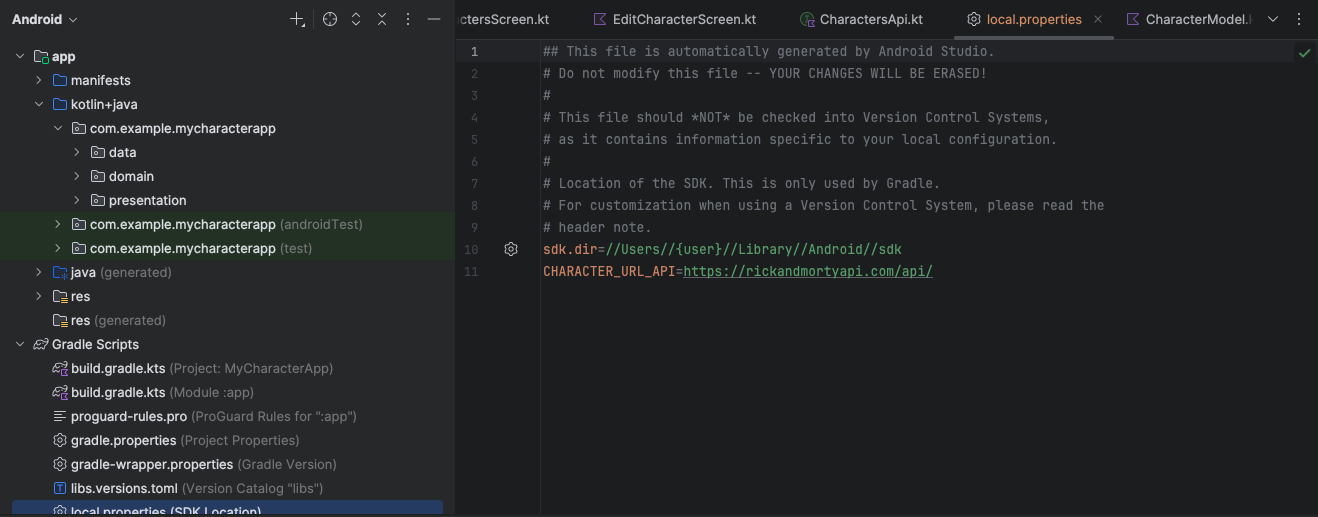 Android
app
manifests
kotlin+java
com.example.mycharacterapp
data
domain
presentation
com.example.mycharacterapp (androidTest)
com.example.mycharacterapp (test)
java (generated)
res
res (generated)
Gradle Scripts
build.gradle.kts (Project: MyCharacterApp)
build.gradle.kts (Module :app)
proguard-rules.pro (ProGuard Rules for ":app")
gradle.properties (Project Properties)
gradle-wrapper.properties (Gradle Version)
libs.versions.toml (Version Catalog "libs")
local.properties (SDK Location)
ctersScreen.kt EditCharacterScreen.kt CharactersApi.kt local.properties CharacterModel.k
1 ## This file is automatically generated by Android Studio.
2 # Do not modify this file -- YOUR CHANGES WILL BE ERASED!
3 #
4 # This file should *NOT* be checked into Version Control Systems,
5 # as it contains information specific to your local configuration.
6 #
7 # Location of the SDK. This is only used by Gradle.
8 # For customization when using a Version Control System, please read the
9 # header note.
10 sdk.dir=//Users//{user}//Library//Android//sdk
11 CHARACTER_URL_API=https://rickandmortyapi.com/api/